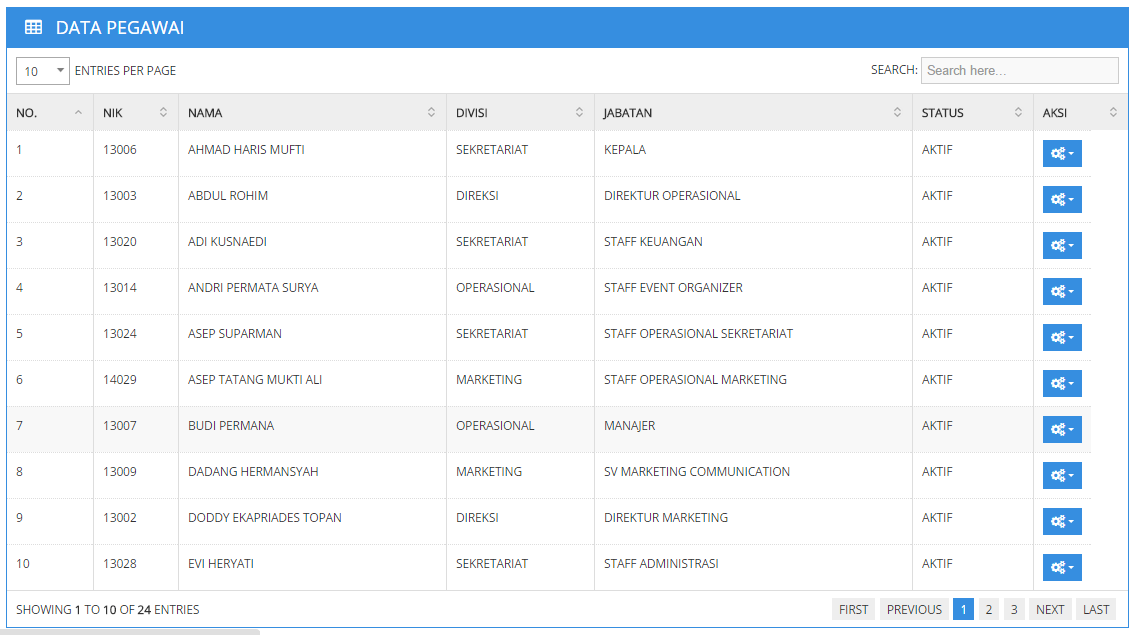 DATA PEGAWAI
10 ENTRIES PER PAGE SEARCH: Search here...
NO. NIK NAMA DIVISI JABATAN STATUS AKSI
1 13006 AHMAD HARIS MUFTI SEKRETARIAT KEPALA AKTIF
2 13003 ABDUL ROHIM DIREKSI DIREKTUR OPERASIONAL AKTIF
3 13020 ADI KUSNAEDI SEKRETARIAT STAFF KEUANGAN AKTIF
4 13014 ANDRI PERMATA SURYA OPERASIONAL STAFF EVENT ORGANIZER AKTIF
5 13024 ASEP SUPARMAN SEKRETARIAT STAFF OPERASIONAL SEKRETARIAT AKTIF
6 14029 ASEP TATANG MUKTI ALI MARKETING STAFF OPERASIONAL MARKETING AKTIF
7 13007 BUDI PERMANA OPERASIONAL MANAJER AKTIF
8 13009 DADANG HERMANSYAH MARKETING SV MARKETING COMMUNICATION AKTIF
9 13002 DODDY EKAPRIADES TOPAN DIREKSI DIREKTUR MARKETING AKTIF
10 13028 EVI HERYATI SEKRETARIAT STAFF ADMINISTRASI AKTIF
SHOWING 1 TO 10 OF 24 ENTRIES FIRST PREVIOUS 1 2 3 NEXT LAST